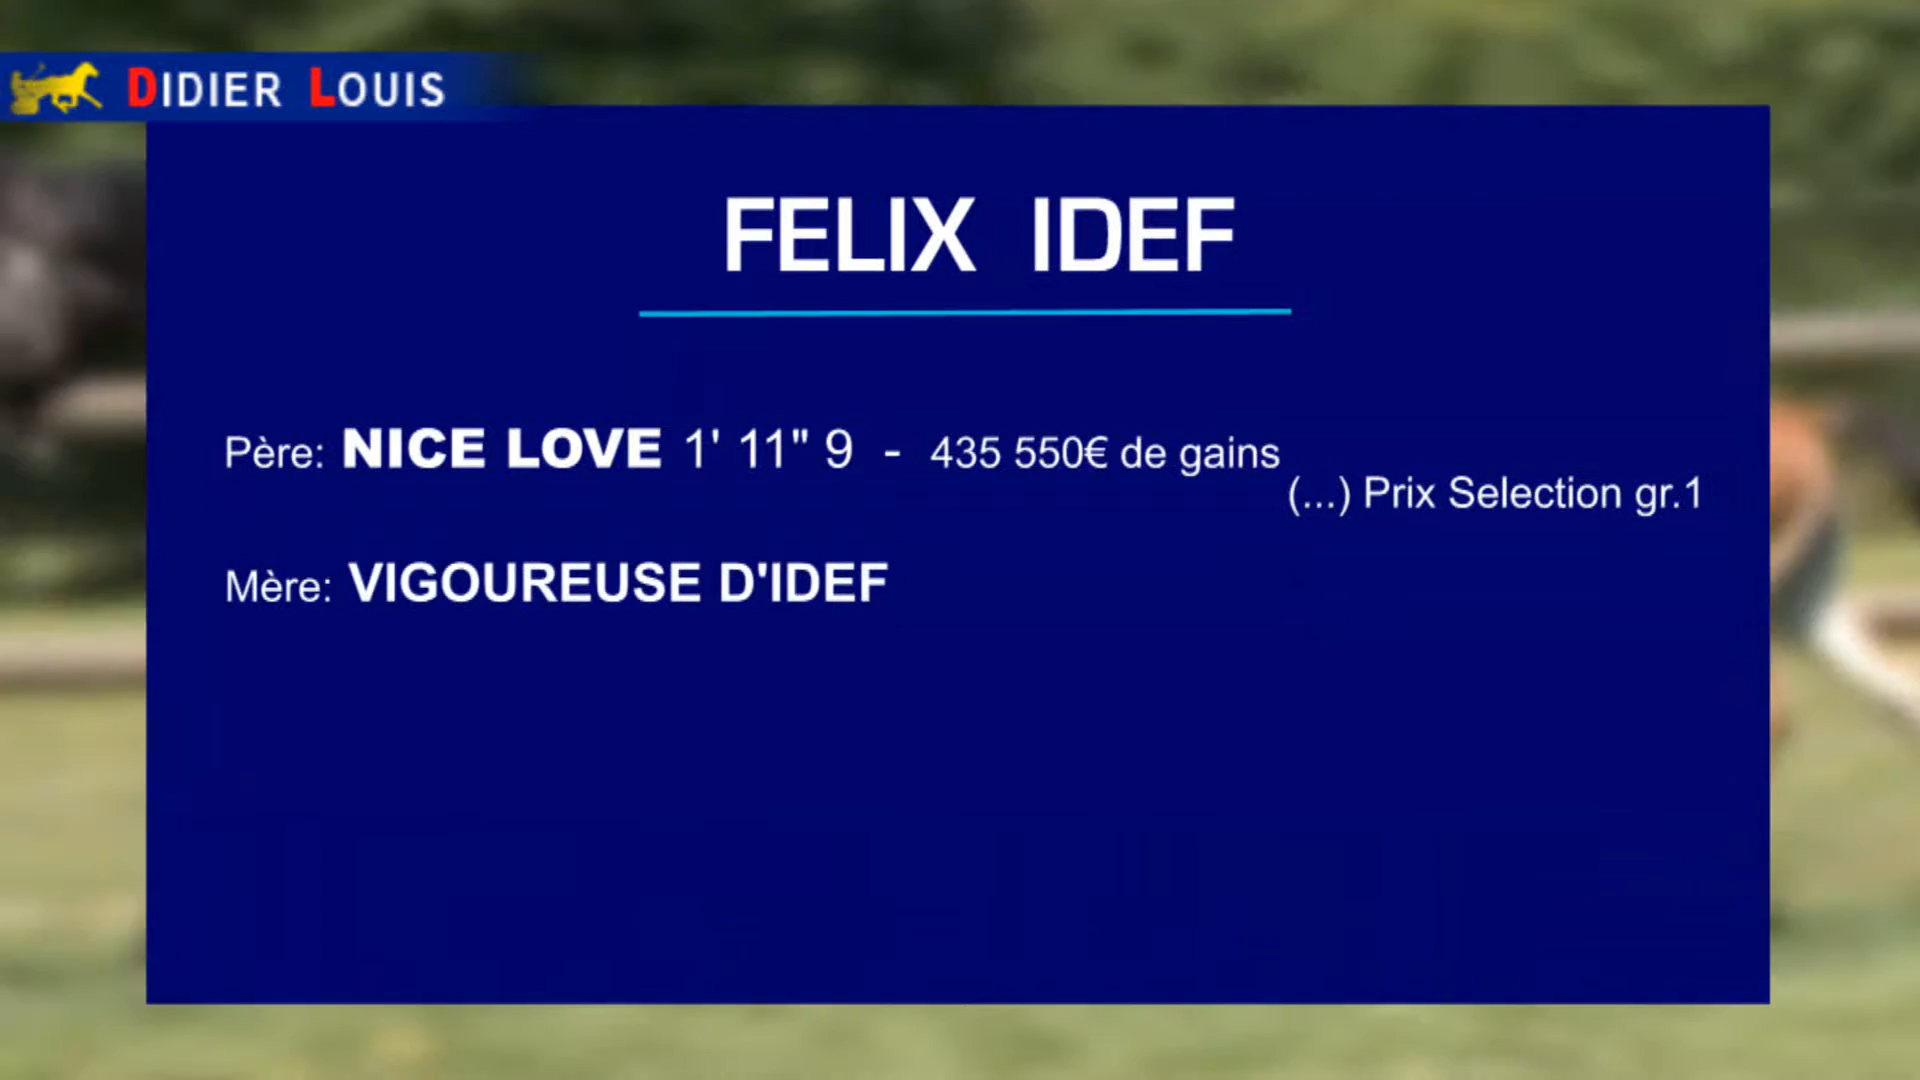 DIDIER LOUIS
FELIX IDEF
Père: NICE LOVE 1' 11" 9 - 435 550€ de gains
(...) Prix Selection gr.1
Mère: VIGOUREUSE D'IDEF